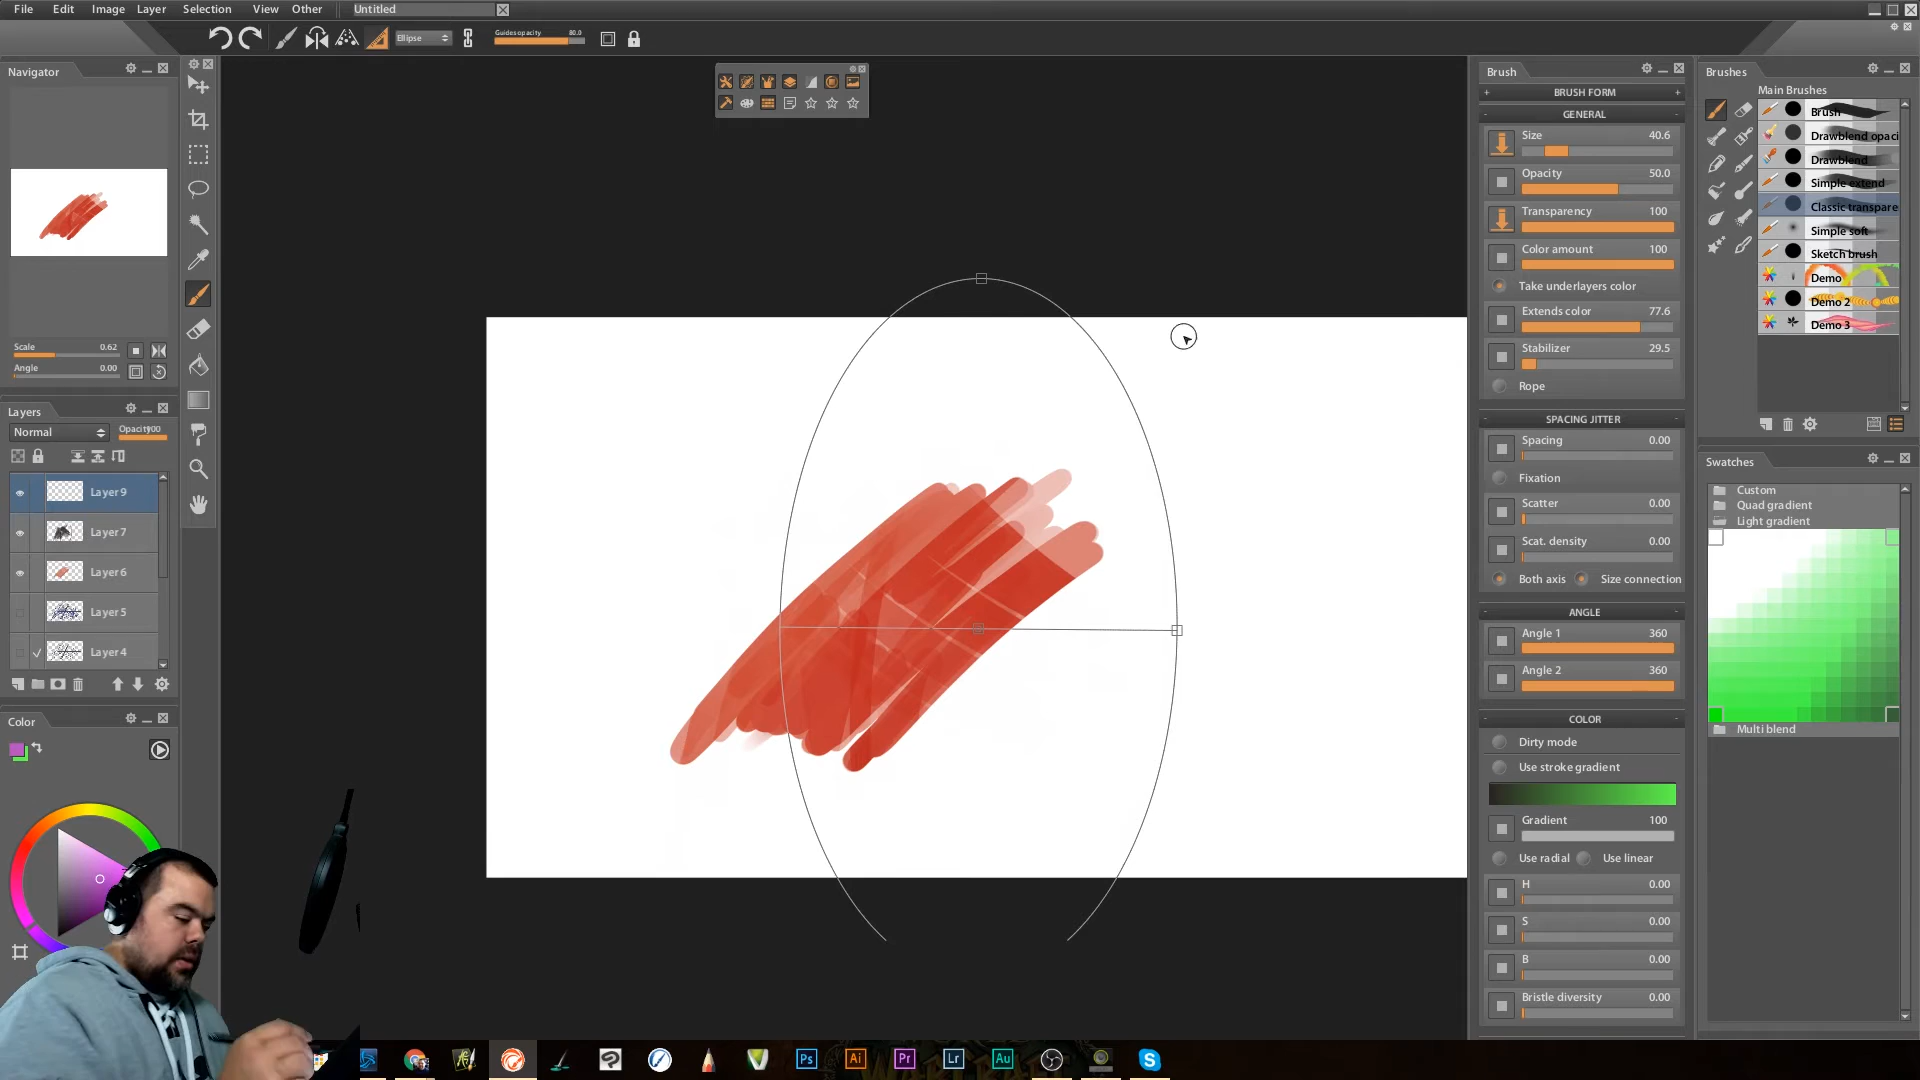 File Edit Image Layer Selection View Other Untitled
Ellipse Guides opacity 80.0
Navigator
Scale 0.62
Angle 0.00
Layers
Normal Opacity 100
Layer 9
Layer 7
Layer 6
Layer 5
Layer 4
Color
Brush
BRUSH FORM
GENERAL
Size 40.6
Opacity 50.0
Transparency 100
Color amount 100
Take underlayers color
Extends color 77.6
Stabilizer 29.5
Rope
SPACING JITTER
Spacing 0.00
Fixation
Scatter 0.00
Scat. density 0.00
Both axis Size connection
ANGLE
Angle 1 360
Angle 2 360
COLOR
Dirty mode
Use stroke gradient
Gradient 100
Use radial Use linear
H 0.00
S 0.00
B 0.00
Bristle diversity 0.00
Brushes
Main Brushes
Brush
Drawblend opaci
Drawblend
Simple extend
Classic transpare
Simple soft
Sketch brush
Demo
Demo 2
Demo 3
Swatches
Custom
Quad gradient
Light gradient
Multi blend
Ps Ai Pr Lr Au